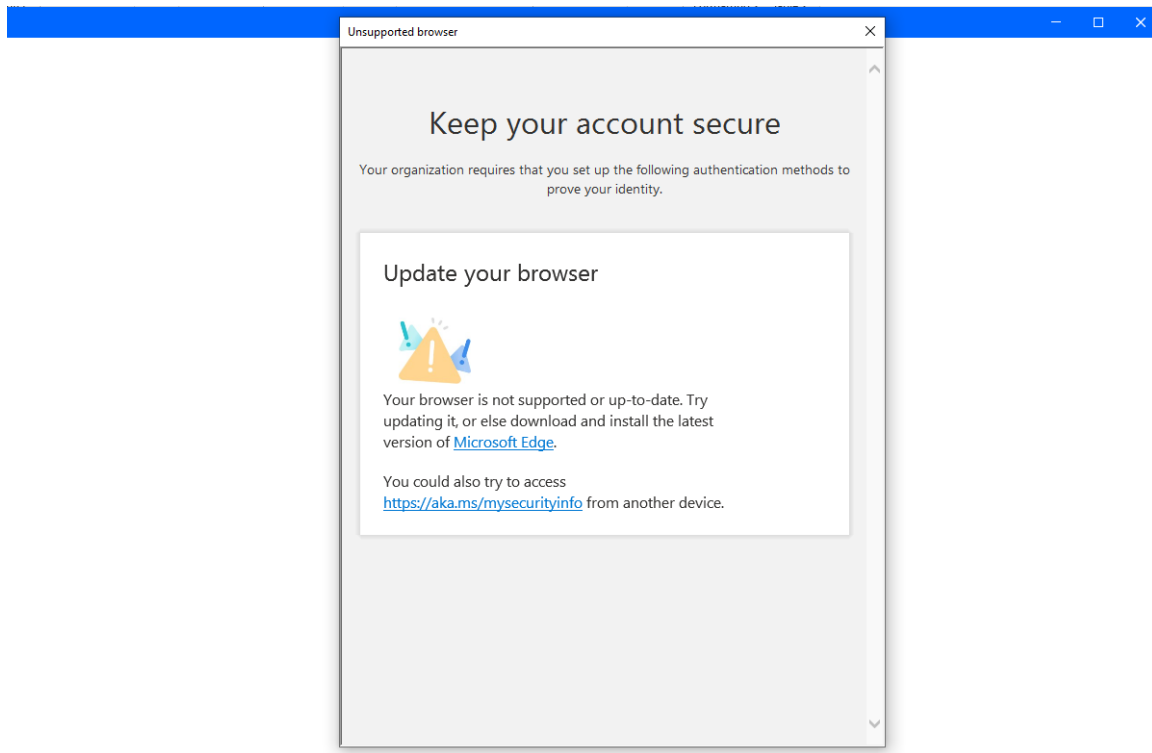 Unsupported browser
Keep your account secure
Your organization requires that you set up the following authentication methods to
prove your identity.
Update your browser
Your browser is not supported or up-to-date. Try
updating it, or else download and install the latest
version of Microsoft Edge.
You could also try to access
https://aka.ms/mysecurityinfo from another device.